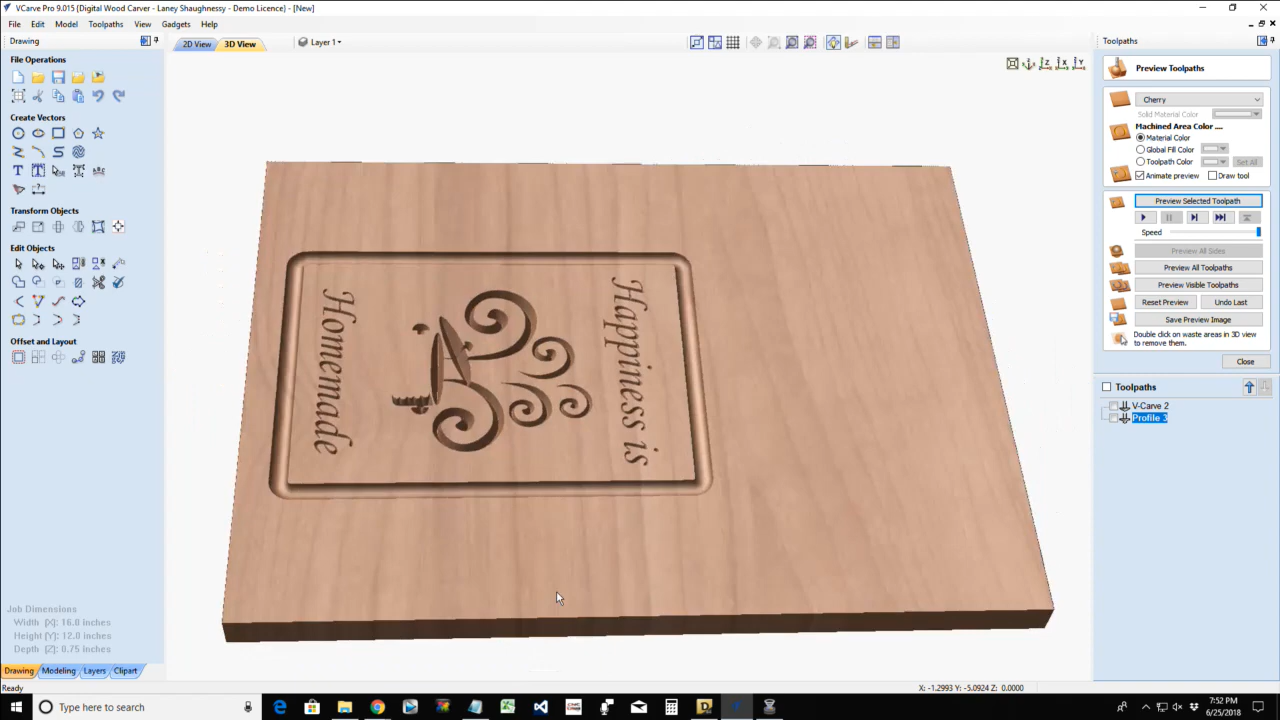 VCarve Pro 9.015 {Digital Wood Carver - Laney Shaughnessy - Demo Licence} - [New]
File Edit Model Toolpaths View Gadgets Help
Drawing
2D View 3D View Layer 1
Toolpaths
File Operations
Create Vectors
Transform Objects
Edit Objects
Offset and Layout
Job Dimensions
Width (X): 16.0 inches
Height (Y): 12.0 inches
Depth (Z): 0.75 inches
Drawing Modeling Layers Clipart
Ready
Happiness is
Homemade
Preview Toolpaths
Cherry
Solid Material Color
Machined Area Color ....
Material Color
Global Fill Color
Toolpath Color Set All
Animate preview Draw tool
Preview Selected Toolpath
Speed
Preview All Sides
Preview All Toolpaths
Preview Visible Toolpaths
Reset Preview Undo Last
Save Preview Image
Double click on waste areas in 3D view
to remove them.
Close
Toolpaths
V-Carve 2
Profile 3
X: -1.2993 Y: -5.0924 Z: 0.0000
Type here to search
7:52 PM
6/25/2018